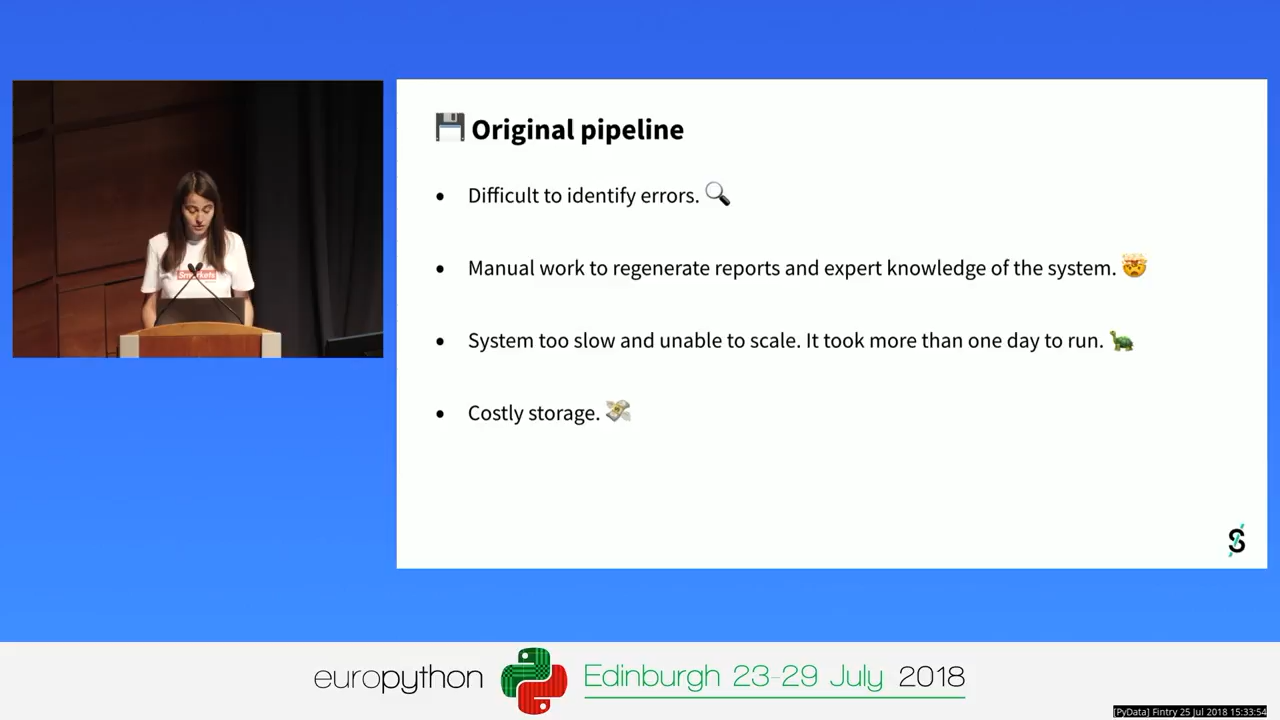 💾 Original pipeline
• Difficult to identify errors. 🔍
• Manual work to regenerate reports and expert knowledge of the system. 🤯
• System too slow and unable to scale. It took more than one day to run. 🐢
• Costly storage. 💸
Smarkets
europython Edinburgh 23-29 July 2018
[PyData] Fintry 25 Jul 2018 15:33:54